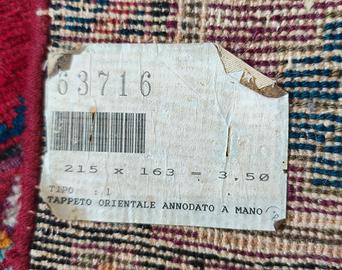 63716
215 x 163 = 3.50
TIPO : 1
TAPPETO ORIENTALE ANNODATO A MANO